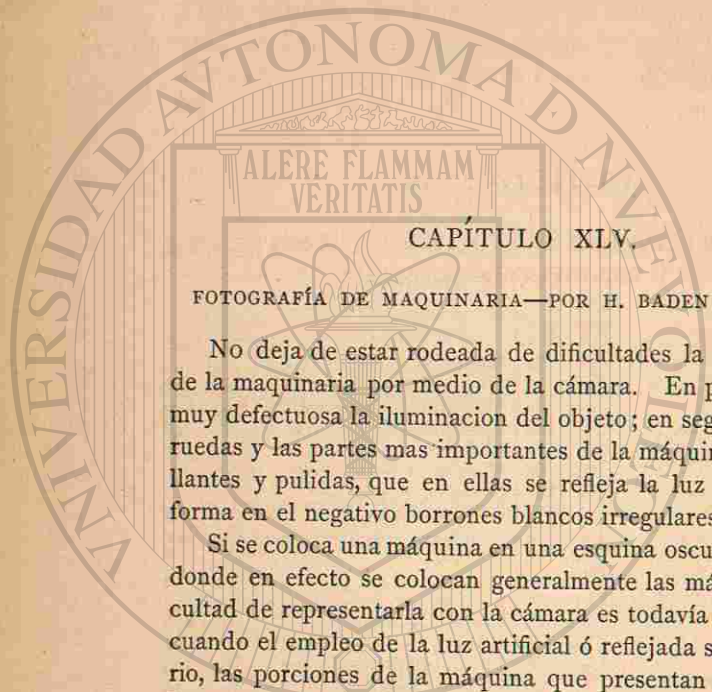 VNIVERSIDAD AVTONOMA D NVEVO LE
ALERE FLAMMAM
VERITATIS
CAPÍTULO XLV.
FOTOGRAFÍA DE MAQUINARIA—POR H. BADEN
No deja de estar rodeada de dificultades la
de la maquinaria por medio de la cámara. En p
muy defectuosa la iluminacion del objeto; en seg
ruedas y las partes mas importantes de la máquin
llantes y pulidas, que en ellas se refleja la luz
forma en el negativo borrones blancos irregulares
Si se coloca una máquina en una esquina oscu
donde en efecto se colocan generalmente las má
cultad de representarla con la cámara es todavía
cuando el empleo de la luz artificial ó reflejada s
rio, las porciones de la máquina que presentan